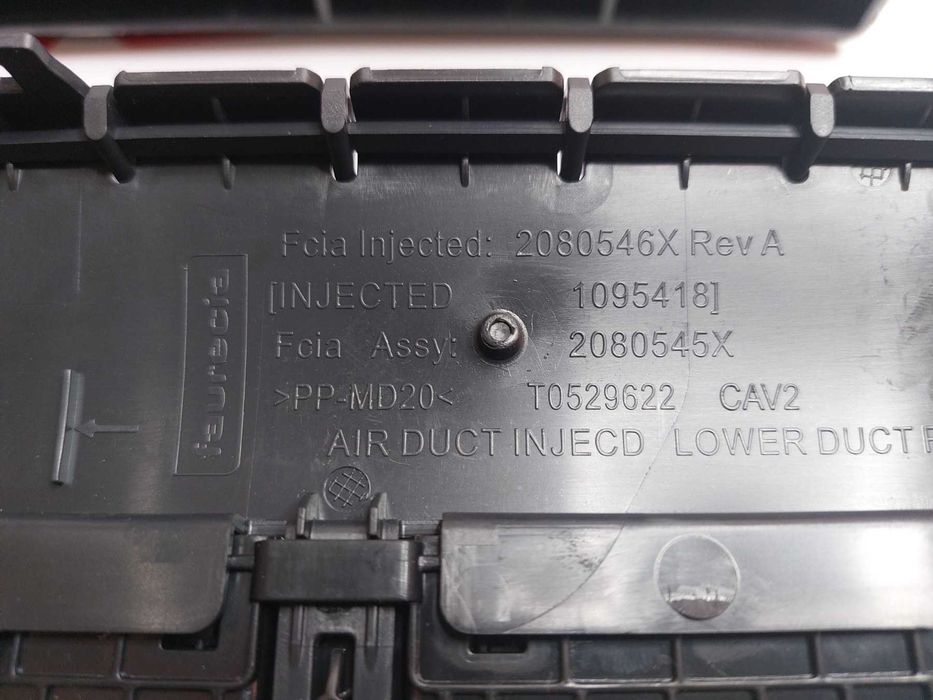 Fcia Injected: 2080546X Rev A
[INJECTED 1095418]
Fcia Assy: 2080545X
>PP-MD20< T0529622 CAV2
AIR DUCT INJECD LOWER DUCT
faurecia